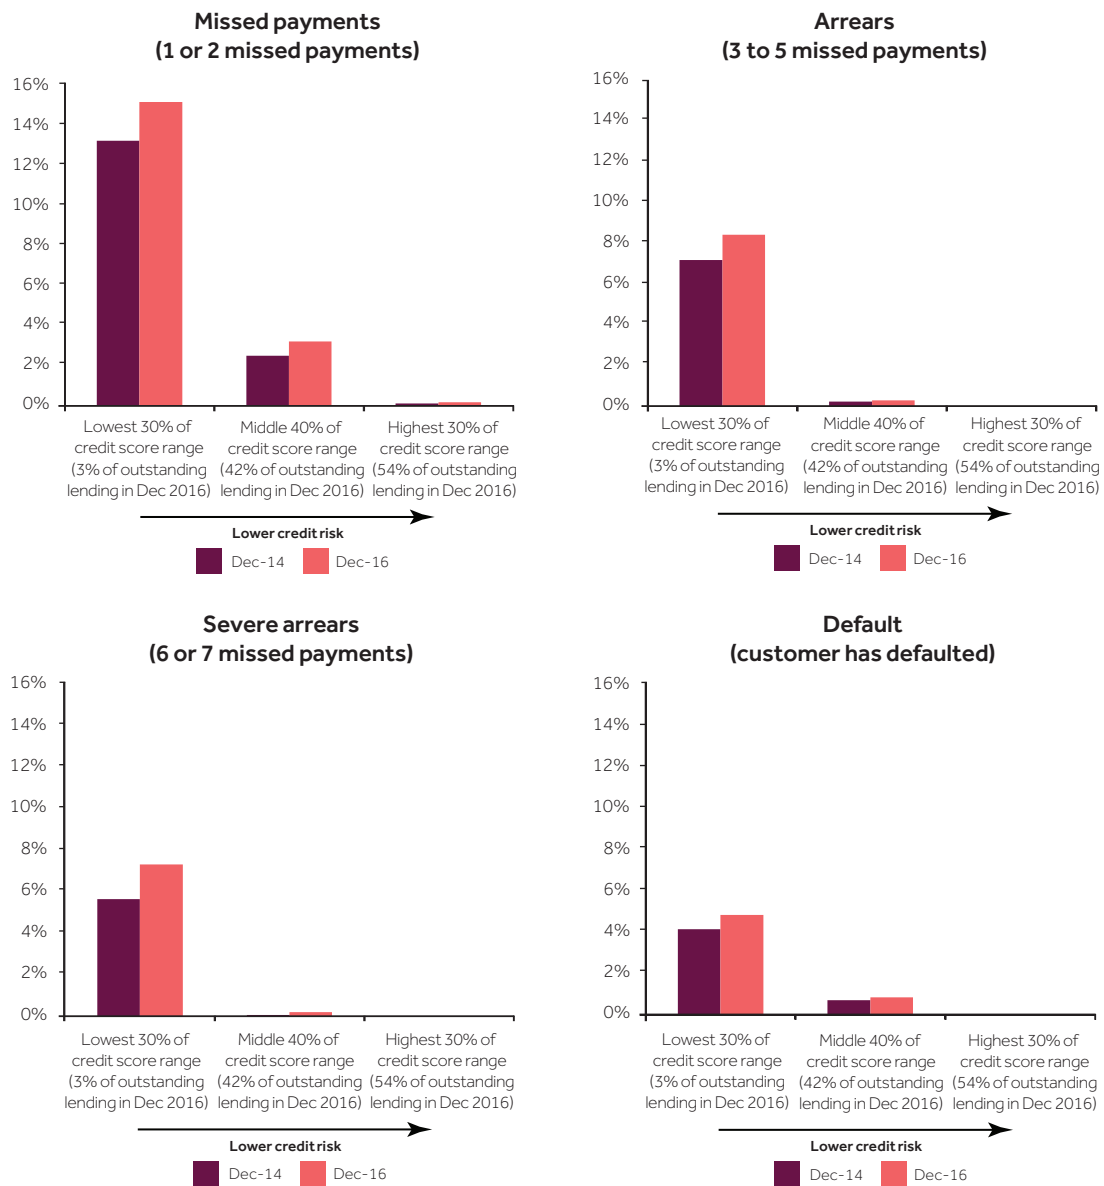 Missed payments
(1 or 2 missed payments)
16%
14%
12%
10%
8%
6%
4%
2%
0%
Lowest 30% of
credit score range
(3% of outstanding
lending in Dec 2016)
Middle 40% of
credit score range
(42% of outstanding
lending in Dec 2016)
Highest 30% of
credit score range
(54% of outstanding
lending in Dec 2016)
Lower credit risk
Dec-14
Dec-16
Arrears
(3 to 5 missed payments)
16%
14%
12%
10%
8%
6%
4%
2%
0%
Lowest 30% of
credit score range
(3% of outstanding
lending in Dec 2016)
Middle 40% of
credit score range
(42% of outstanding
lending in Dec 2016)
Highest 30% of
credit score range
(54% of outstanding
lending in Dec 2016)
Lower credit risk
Dec-14
Dec-16
Severe arrears
(6 or 7 missed payments)
16%
14%
12%
10%
8%
6%
4%
2%
0%
Lowest 30% of
credit score range
(3% of outstanding
lending in Dec 2016)
Middle 40% of
credit score range
(42% of outstanding
lending in Dec 2016)
Highest 30% of
credit score range
(54% of outstanding
lending in Dec 2016)
Lower credit risk
Dec-14
Dec-16
Default
(customer has defaulted)
16%
14%
12%
10%
8%
6%
4%
2%
0%
Lowest 30% of
credit score range
(3% of outstanding
lending in Dec 2016)
Middle 40% of
credit score range
(42% of outstanding
lending in Dec 2016)
Highest 30% of
credit score range
(54% of outstanding
lending in Dec 2016)
Lower credit risk
Dec-14
Dec-16